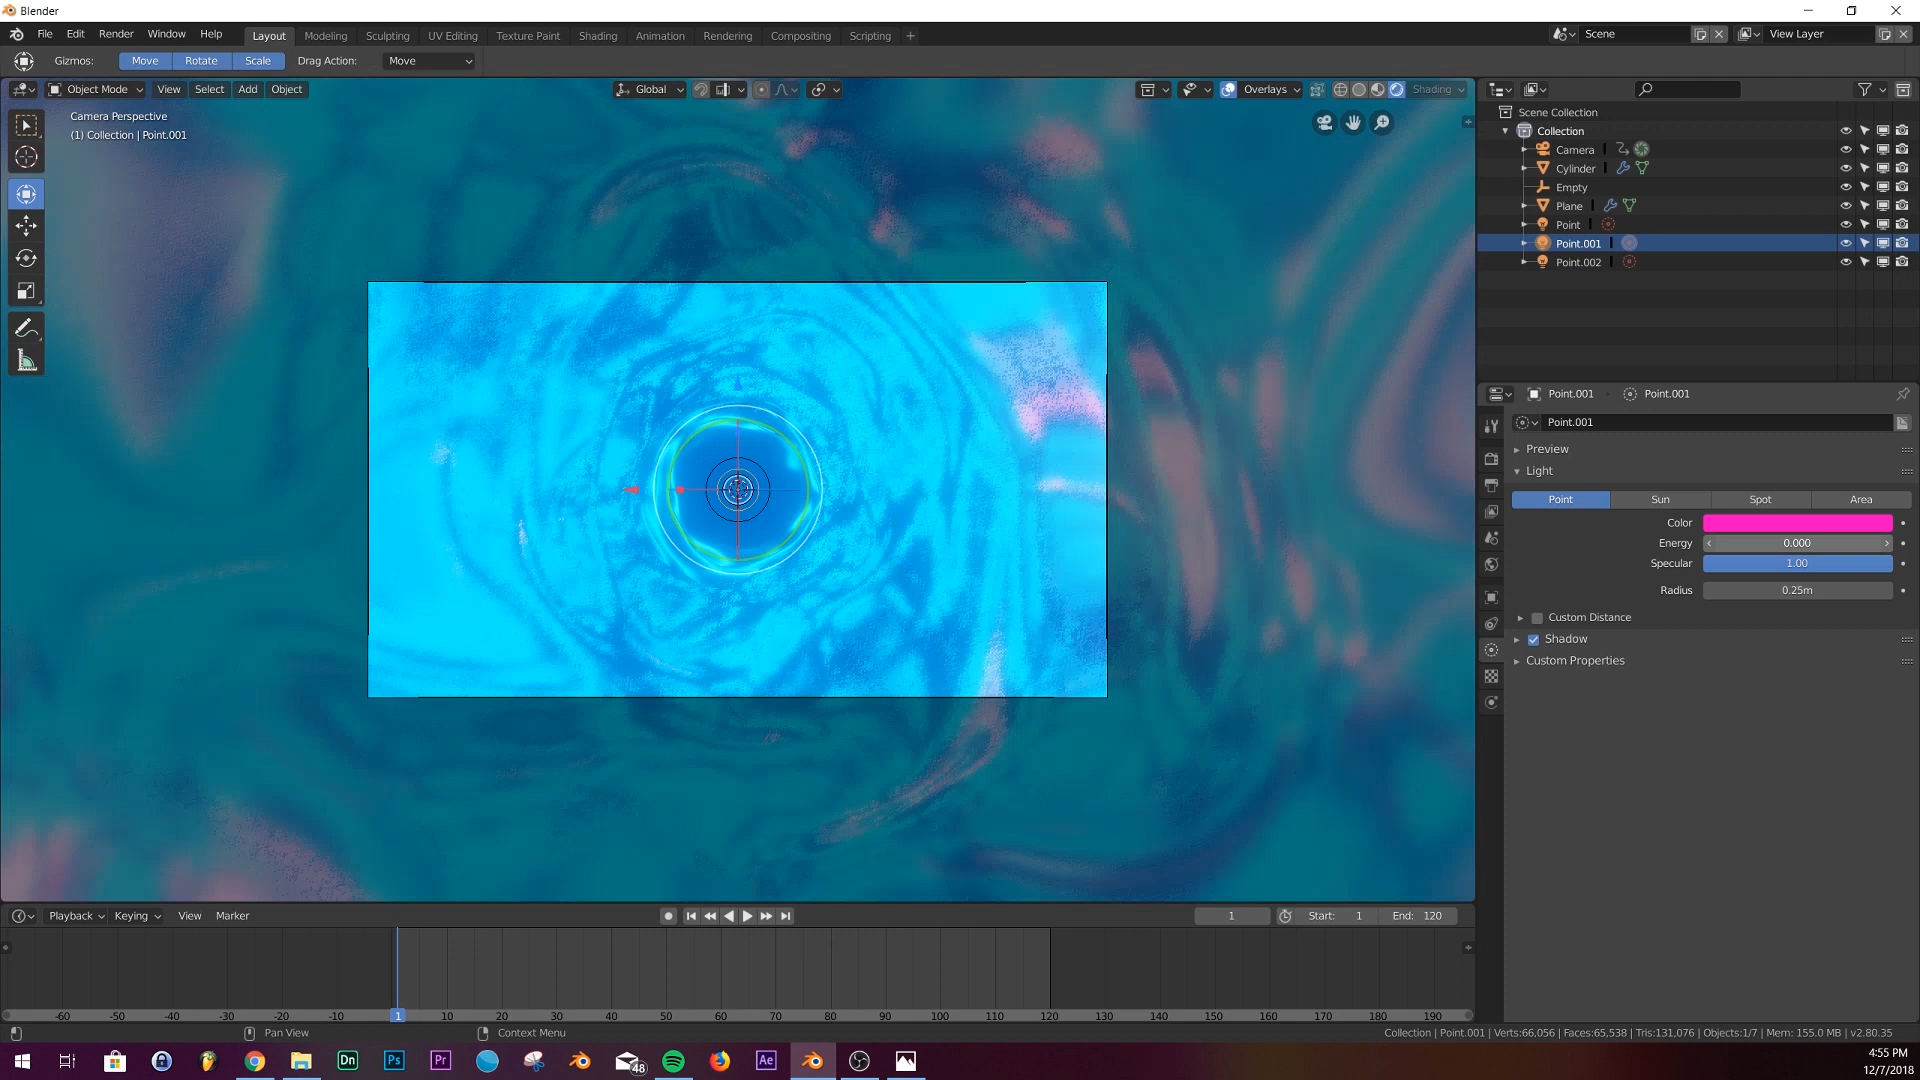 Blender
File Edit Render Window Help Layout Modeling Sculpting UV Editing Texture Paint Shading Animation Rendering Compositing Scripting + Scene View Layer
Gizmos: Move Rotate Scale Drag Action: Move
Object Mode View Select Add Object Global Overlays Shading
Camera Perspective
(1) Collection | Point.001
Scene Collection
Collection
Camera
Cylinder
Empty
Plane
Point
Point.001
Point.002
Point.001 Point.001
Point.001
Preview
Light
Point Sun Spot Area
Color
Energy 0.000
Specular 1.00
Radius 0.25m
Custom Distance
Shadow
Custom Properties
Playback Keying View Marker 1 Start: 1 End: 120
-60 -50 -40 -30 -20 -10 1 10 20 30 40 50 60 70 80 90 100 110 120 130 140 150 160 170 180 190
Pan View Context Menu Collection | Point.001 | Verts:66,056 | Faces:65,538 | Tris:131,076 | Objects:1/7 | Mem: 155.0 MB | v2.80.35
Dn Ps Pr 48 Ae
4:55 PM
12/7/2018